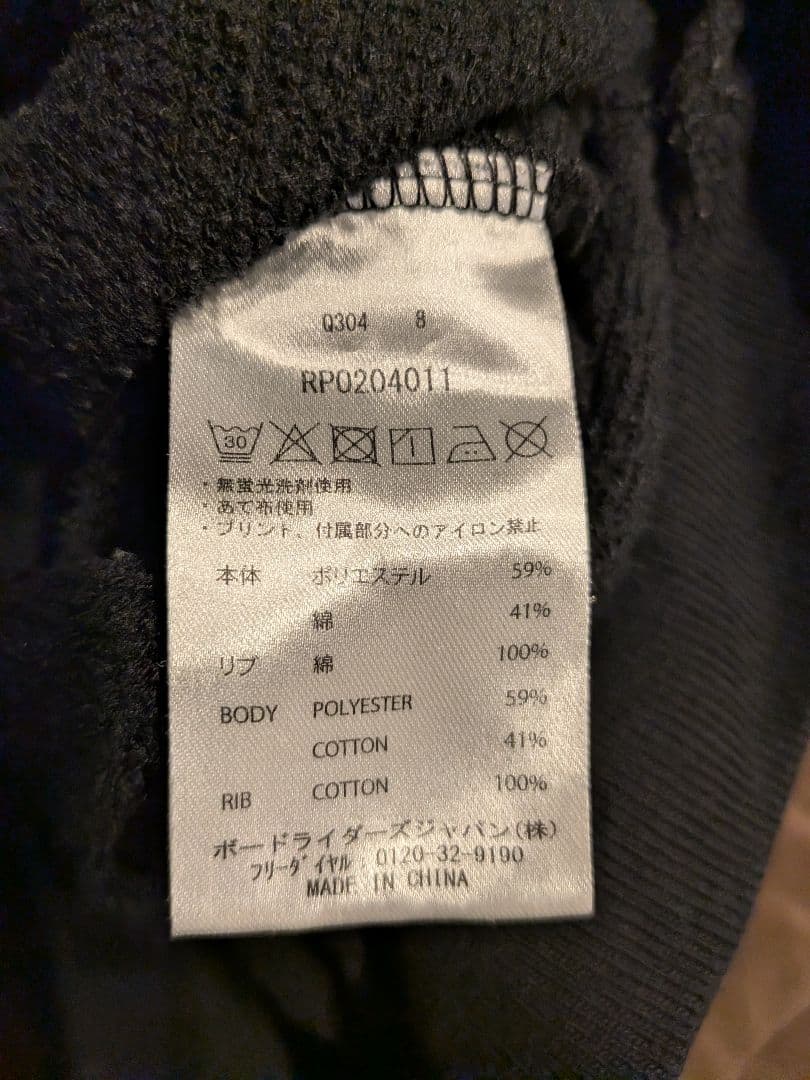 Q304 8
RP0204011
30
・無蛍光洗剤使用
・あて布使用
・プリント、付属部分へのアイロン禁止
本体 ポリエステル 59%
綿 41%
リブ 綿 100%
BODY POLYESTER 59%
COTTON 41%
RIB COTTON 100%
ボードライダーズジャパン(株)
フリーダイヤル：0120-32-9190
MADE IN CHINA